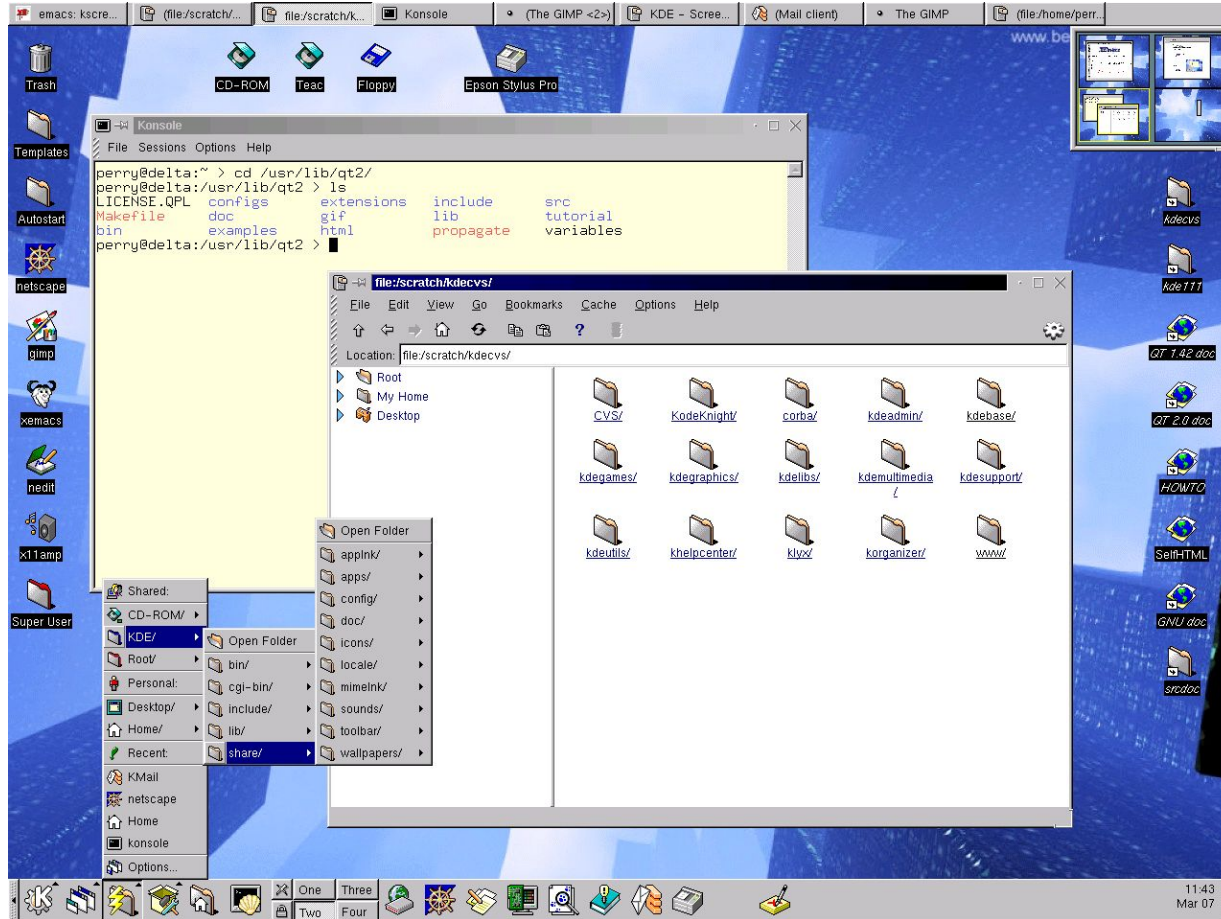 emacs: kscre...
(file:/scratch/...
file:/scratch/k...
Konsole
(The GIMP <2>)
KDE - Scree...
(Mail client)
The GIMP
(file:/home/perr...
www.be
Trash
CD-ROM
Teac
Floppy
Epson Stylus Pro
Templates
Autostart
netscape
gimp
xemacs
nedit
x11amp
Super User
Konsole
File Sessions Options Help
perry@delta:~ > cd /usr/lib/qt2/
perry@delta:/usr/lib/qt2 > ls
LICENSE.QPL configs extensions include src
Makefile doc gif lib tutorial
bin examples html propagate variables
perry@delta:/usr/lib/qt2 >
file:/scratch/kdecvs/
File Edit View Go Bookmarks Cache Options Help
Location: file:/scratch/kdecvs/
Root
My Home
Desktop
CVS/ KodeKnight/ corba/ kdeadmin/ kdebase/
kdegames/ kdegraphics/ kdelibs/ kdemultimedia kdesupport/
/
kdeutils/ khelpcenter/ klyx/ korganizer/ www/
kdecvs
kde111
QT 1.42 doc
QT 2.0 doc
HOWTO
SelfHTML
GNU doc
srcdoc
Shared:
CD-ROM/
KDE/
Root/
Personal:
Desktop/
Home/
Recent:
KMail
netscape
Home
konsole
Options...
Open Folder
bin/
cgi-bin/
include/
lib/
share/
Open Folder
applnk/
apps/
config/
doc/
icons/
locale/
mimelnk/
sounds/
toolbar/
wallpapers/
One Three
Two Four
11:43
Mar 07